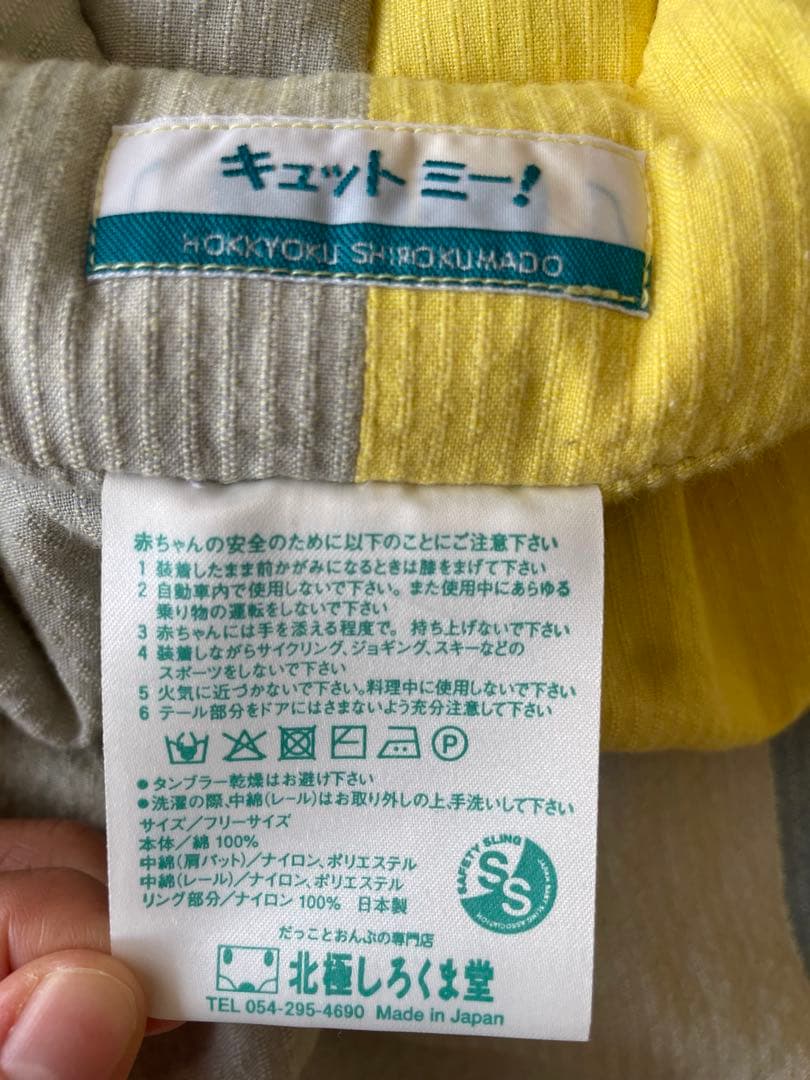 キュット ミー!
HOKKYOKU SHIROKUMADO
赤ちゃんの安全のために以下のことにご注意下さい
1 装着したまま前かがみになるときは膝をまげて下さい
2 自動車内で使用しないで下さい。また使用中にあらゆる
乗り物の運転をしないで下さい
3 赤ちゃんには手を添える程度で。持ち上げないで下さい
4 装着しながらサイクリング、ジョギング、スキーなどの
スポーツをしないで下さい
5 火気に近づかないで下さい。料理中に使用しないで下さい
6 テール部分をドアにはさまないよう充分注意して下さい
P
●タンブラー乾燥はお避け下さい
●洗濯の際、中綿(レール)はお取り外しの上、手洗いして下さい
サイズ/フリーサイズ
本体/綿 100%
中綿(肩パット)/ナイロン、ポリエステル
中綿(レール)/ナイロン、ポリエステル
リング部分/ナイロン 100% 日本製
SAFETY SLING
SS
JAPAN BABY SLING ASSOCIATION
だっことおんぶの専門店
北極しろくま堂
TEL 054-295-4690 Made in Japan